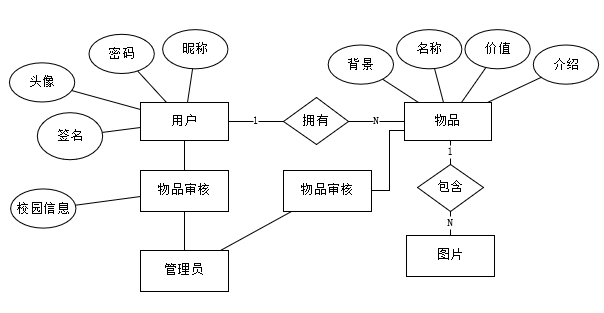 密码
昵称
名称
价值
背景
介绍
头像
用户
1
拥有
N
物品
签名
1
物品审核
物品审核
包含
校园信息
N
管理员
图片